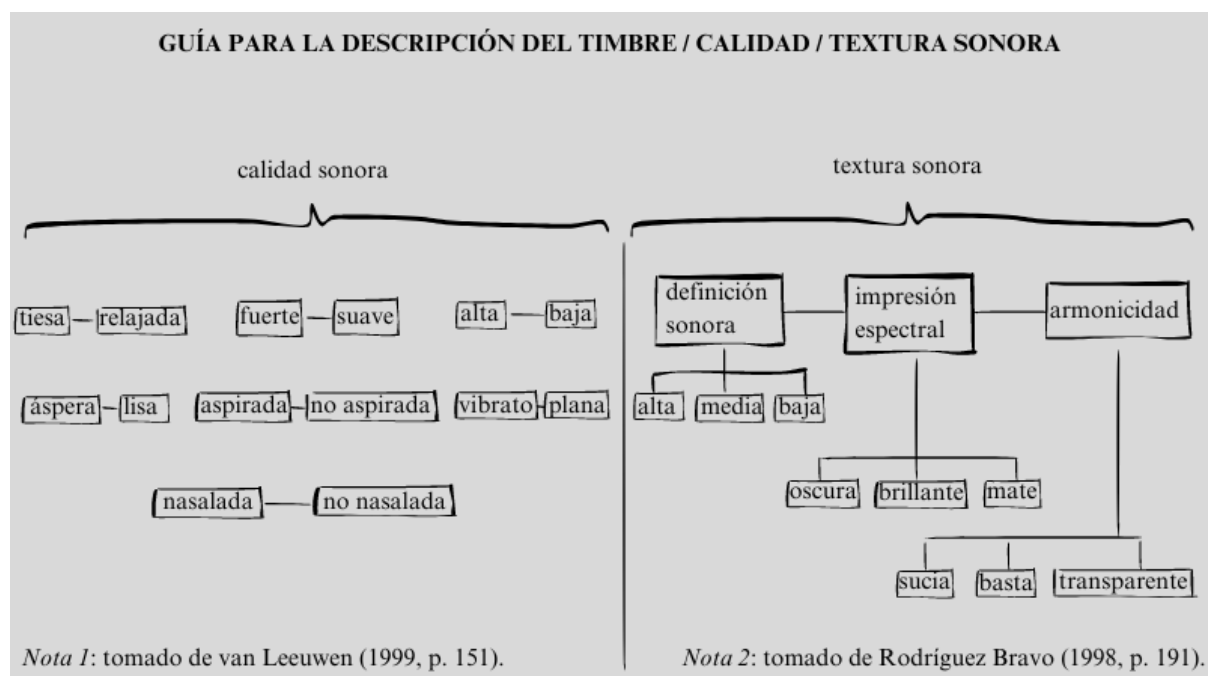 GUÍA PARA LA DESCRIPCIÓN DEL TIMBRE / CALIDAD / TEXTURA SONORA
calidad sonora
tiesa relajada fuerte suave alta baja
áspera lisa aspirada no aspirada vibrato plana
nasalada no nasalada
Nota 1: tomado de van Leeuwen (1999, p. 151).
textura sonora
definición
sonora
impresión
espectral
armonicidad
alta media baja
oscura brillante mate
sucia basta transparente
Nota 2: tomado de Rodríguez Bravo (1998, p. 191).